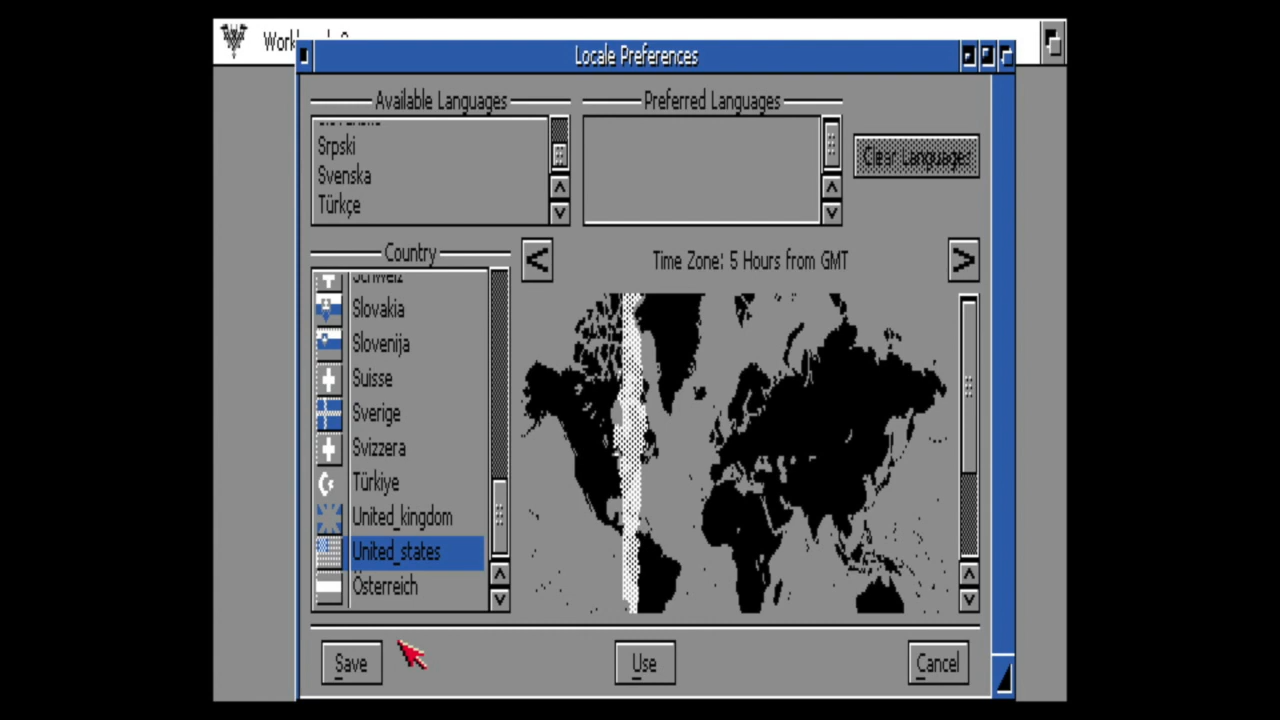 Locale Preferences
Available Languages
Preferred Languages
Srpski
Svenska
Türkçe
Clear Languages
Country
Time Zone: 5 Hours from GMT
Schweiz
Slovakia
Slovenija
Suisse
Sverige
Svizzera
Türkiye
United_kingdom
United_states
Österreich
Save
Use
Cancel